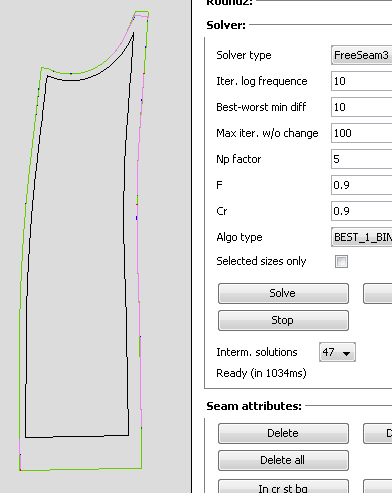 Round2:
Solver:
Solver type FreeSeam3
Iter. log frequence 10
Best-worst min diff 10
Max iter. w/o change 100
Np factor 5
F 0.9
Cr 0.9
Algo type BEST_1_BIN
Selected sizes only
Solve
Stop
Interm. solutions 47
Ready (in 1034ms)
Seam attributes:
Delete D
Delete all
In cr st bg